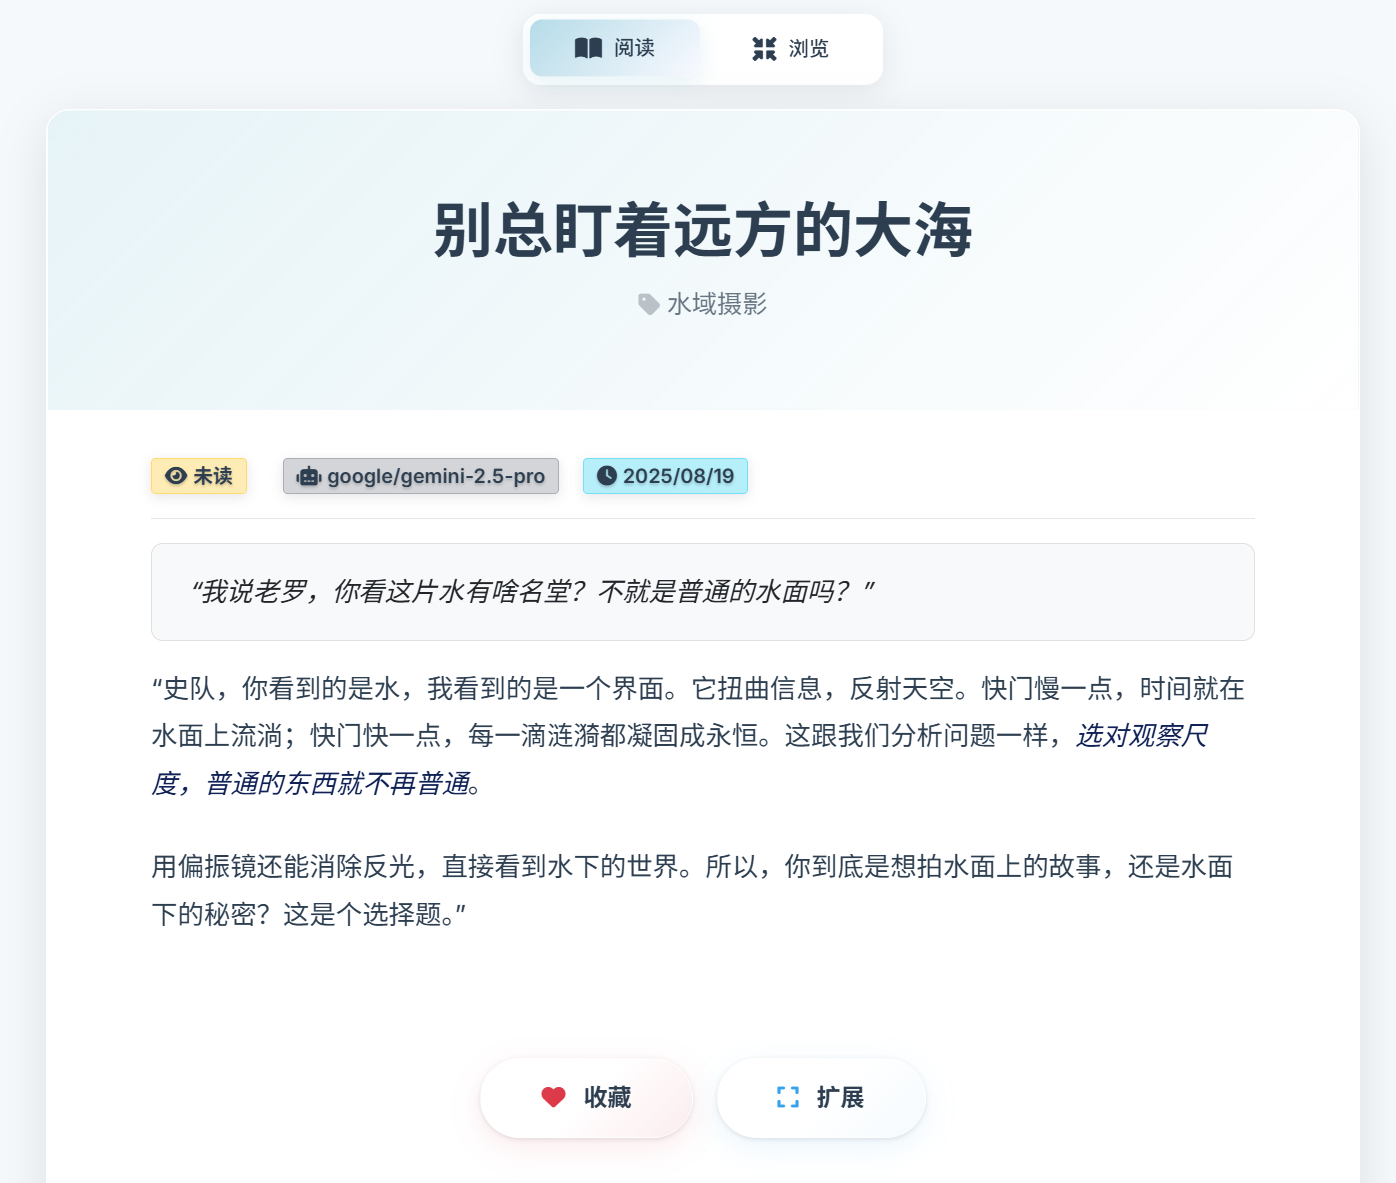 阅读 浏览
别总盯着远方的大海
水域摄影
未读 google/gemini-2.5-pro 2025/08/19
“我说老罗，你看这片水有啥名堂？不就是普通的水面吗？”
“史队，你看到的是水，我看到的是一个界面。它扭曲信息，反射天空。快门慢一点，时间就在
水面上流淌；快门快一点，每一滴涟漪都凝固成永恒。这跟我们分析问题一样，选对观察尺
度，普通的东西就不再普通。
用偏振镜还能消除反光，直接看到水下的世界。所以，你到底是想拍水面上的故事，还是水面
下的秘密？这是个选择题。”
收藏 扩展